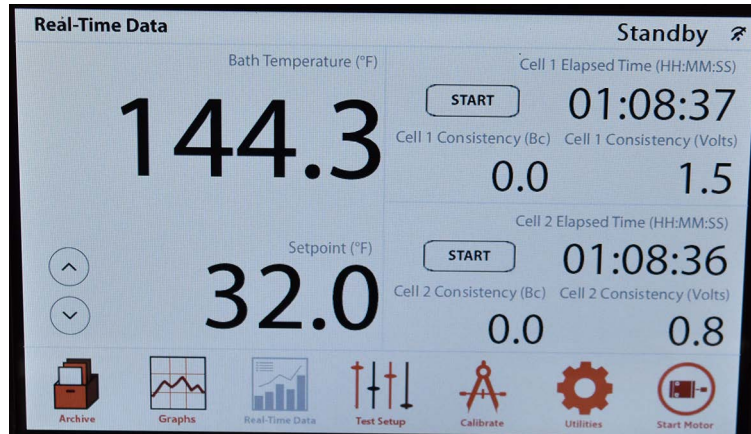 Real-Time Data
Standby
Bath Temperature (°F)
144.3
Cell 1 Elapsed Time (HH:MM:SS)
START
01:08:37
Cell 1 Consistency (Bc)
Cell 1 Consistency (Volts)
0.0
1.5
Setpoint (°F)
32.0
Cell 2 Elapsed Time (HH:MM:SS)
START
01:08:36
Cell 2 Consistency (Bc)
Cell 2 Consistency (Volts)
0.0
0.8
Archive
Graphs
Real-Time Data
Test Setup
Calibrate
Utilities
Start Motor